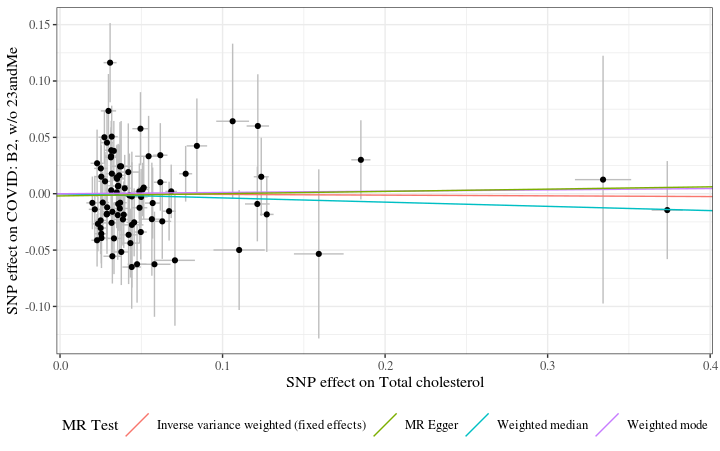 0.15
0.10
0.05
0.00
-0.05
-0.10
SNP effect on COVID: B2, w/o 23andMe
0.0
0.1
0.2
0.3
0.4
SNP effect on Total cholesterol
MR Test
Inverse variance weighted (fixed effects)
MR Egger
Weighted median
Weighted mode